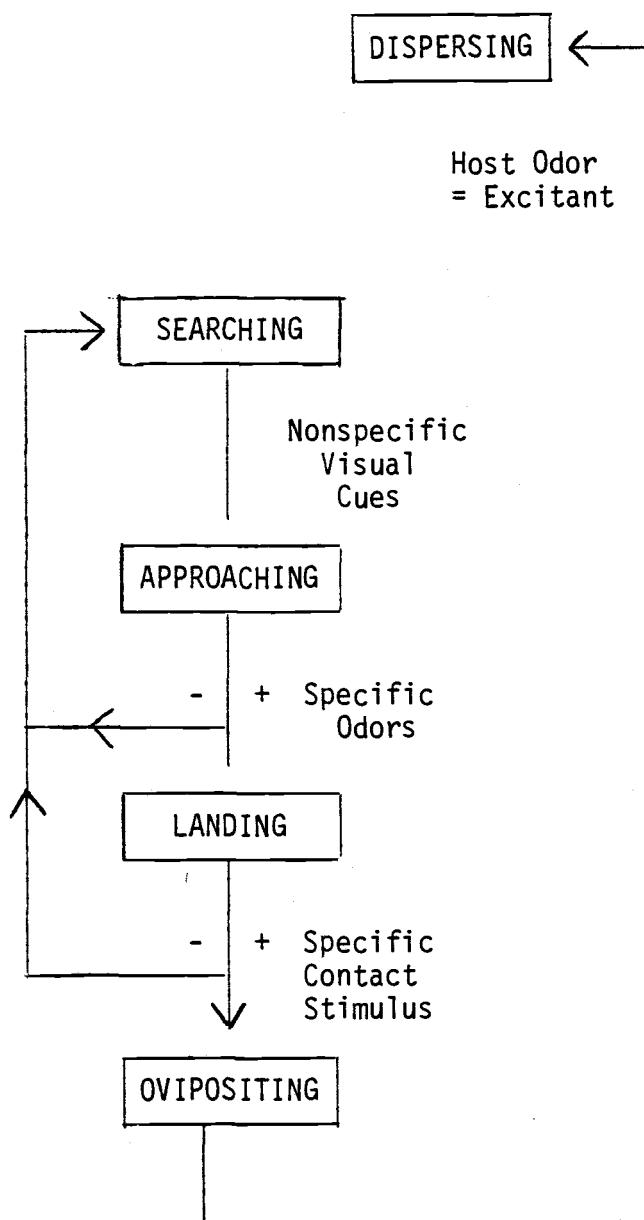 DISPERSING
Host Odor
= Excitant
SEARCHING
Nonspecific
Visual
Cues
APPROACHING
- + Specific
Odors
LANDING
- + Specific
Contact
Stimulus
OVIPOSITING